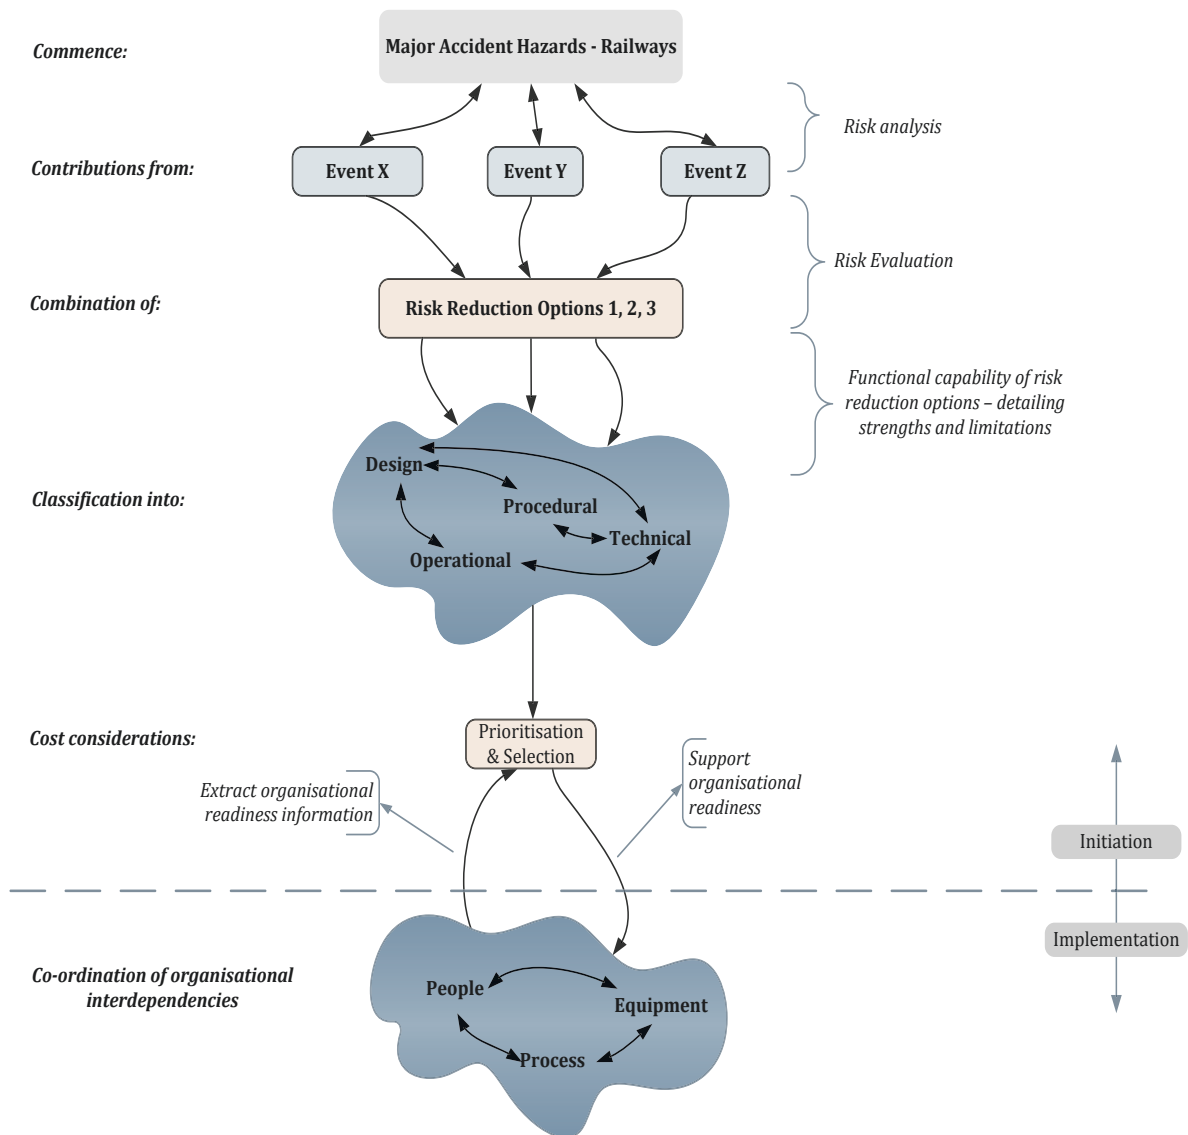 Commence:
Major Accident Hazards - Railways
Risk analysis
Contributions from:
Event X
Event Y
Event Z
Risk Evaluation
Combination of:
Risk Reduction Options 1, 2, 3
Functional capability of risk
reduction options – detailing
strengths and limitations
Classification into:
Design
Procedural
Technical
Operational
Cost considerations:
Prioritisation
& Selection
Extract organisational
readiness information
Support
organisational
readiness
Initiation
Implementation
Co-ordination of organisational
interdependencies
People
Equipment
Process